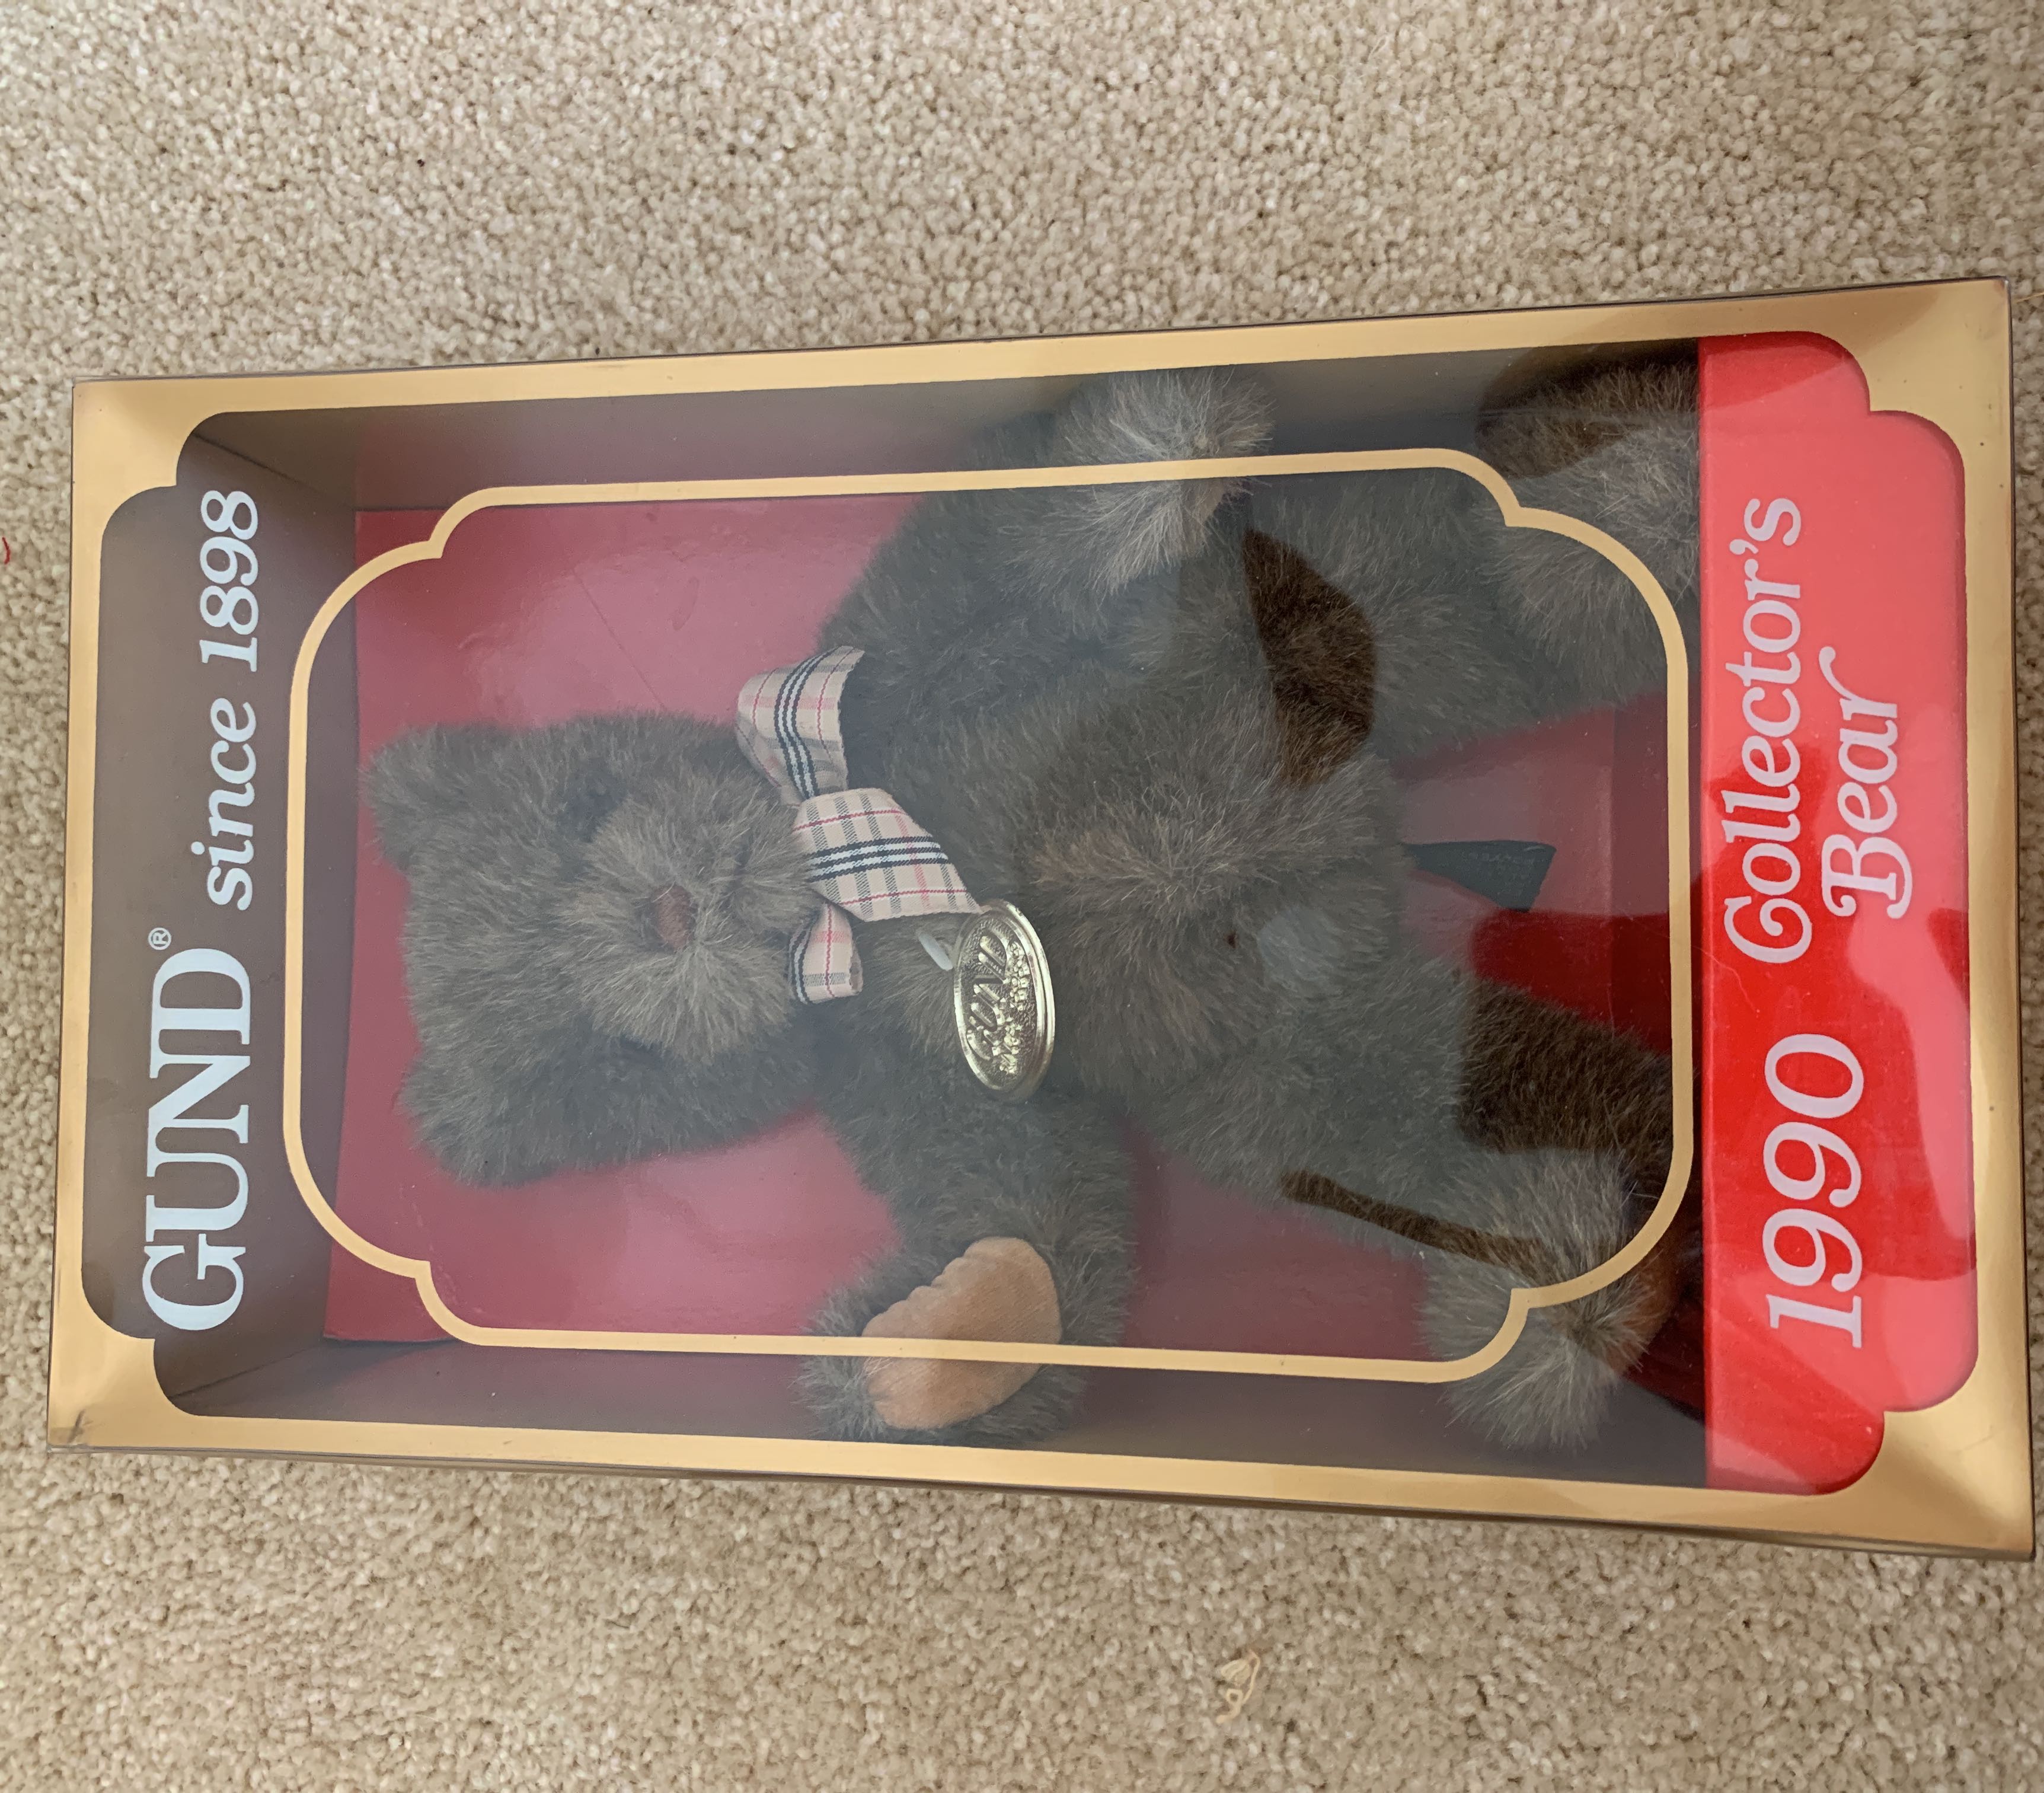 GUND® since 1898
GUND
1990 Collector's
Bear